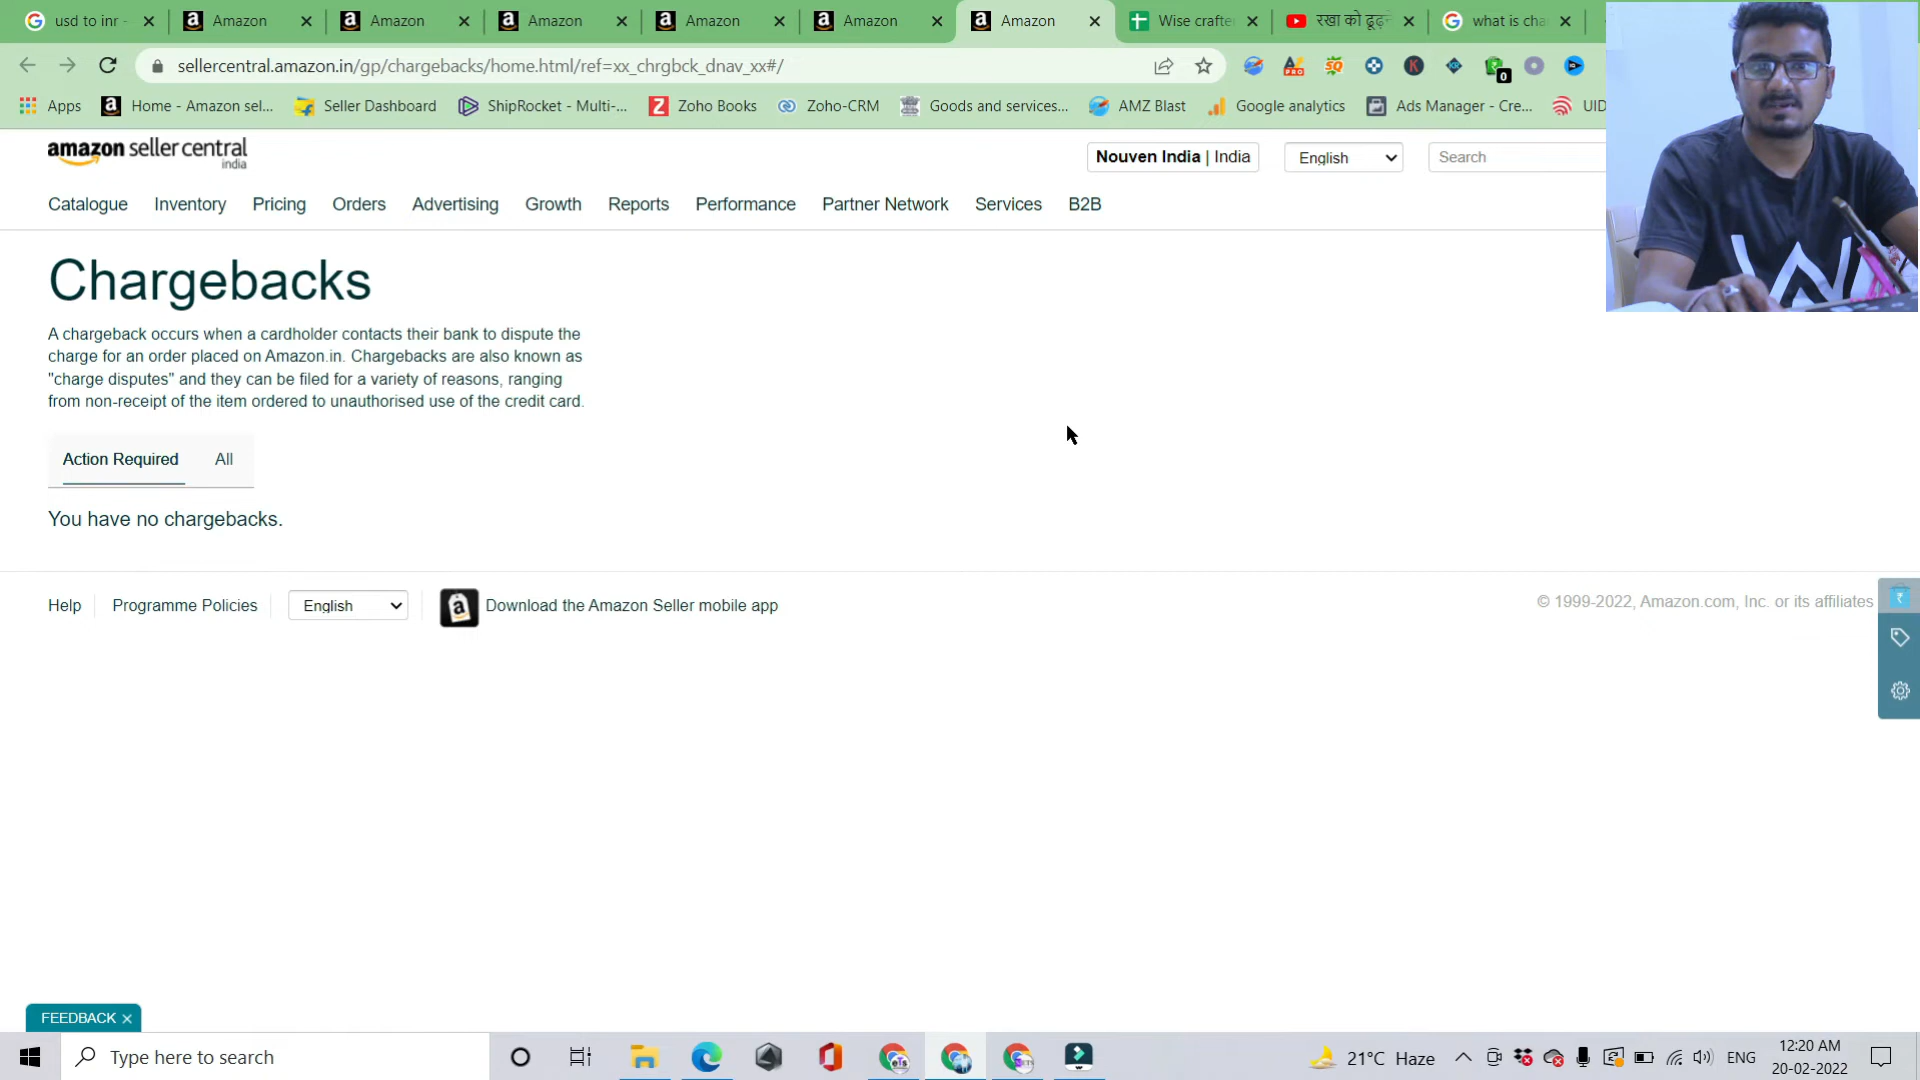 usd to inr - Amazon Amazon Amazon Amazon Amazon Amazon Wise crafte रखा को ढूढ़ने what is cha
sellercentral.amazon.in/gp/chargebacks/home.html/ref=xx_chrgbck_dnav_xx#/
Apps Home - Amazon sel... Seller Dashboard ShipRocket - Multi-... Zoho Books Zoho-CRM Goods and services... AMZ Blast Google analytics Ads Manager - Cre... UID
amazon seller central
india
Nouven India | India English Search
Catalogue Inventory Pricing Orders Advertising Growth Reports Performance Partner Network Services B2B
Chargebacks
A chargeback occurs when a cardholder contacts their bank to dispute the
charge for an order placed on Amazon.in. Chargebacks are also known as
"charge disputes" and they can be filed for a variety of reasons, ranging
from non-receipt of the item ordered to unauthorised use of the credit card.
Action Required All
You have no chargebacks.
Help Programme Policies English Download the Amazon Seller mobile app © 1999-2022, Amazon.com, Inc. or its affiliates
FEEDBACK ×
Type here to search 21°C Haze ENG 12:20 AM
20-02-2022